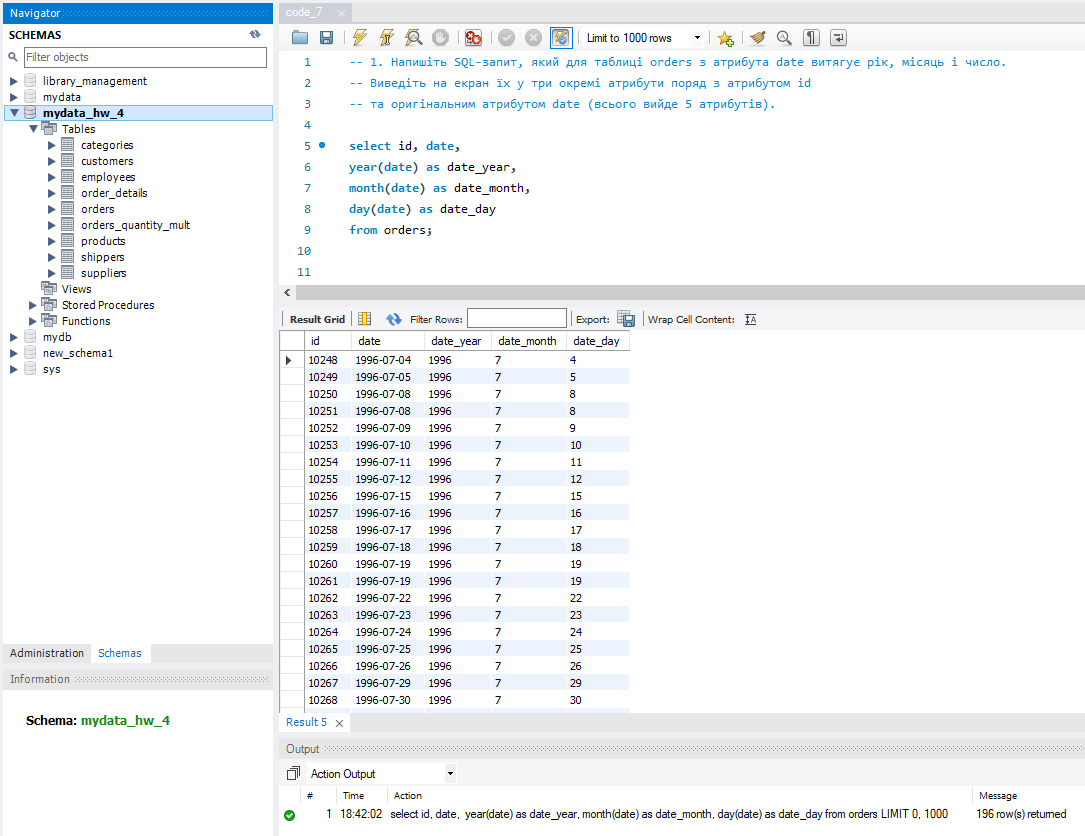 Navigator
SCHEMAS
Filter objects
library_management
mydata
mydata_hw_4
Tables
categories
customers
employees
order_details
orders
orders_quantity_mult
products
shippers
suppliers
Views
Stored Procedures
Functions
mydb
new_schema1
sys
Administration Schemas
Information
Schema: mydata_hw_4
code_7
Limit to 1000 rows
1 -- 1. Напишіть SQL-запит, який для таблиці orders з атрибута date витягує рік, місяць і число.
2 -- Виведіть на екран їх у три окремі атрибути поряд з атрибутом id
3 -- та оригінальним атрибутом date (всього вийде 5 атрибутів).
4
5 select id, date,
6 year(date) as date_year,
7 month(date) as date_month,
8 day(date) as date_day
9 from orders;
10
11
Result Grid Filter Rows: Export: Wrap Cell Content:
id date date_year date_month date_day
10248 1996-07-04 1996 7 4
10249 1996-07-05 1996 7 5
10250 1996-07-08 1996 7 8
10251 1996-07-08 1996 7 8
10252 1996-07-09 1996 7 9
10253 1996-07-10 1996 7 10
10254 1996-07-11 1996 7 11
10255 1996-07-12 1996 7 12
10256 1996-07-15 1996 7 15
10257 1996-07-16 1996 7 16
10258 1996-07-17 1996 7 17
10259 1996-07-18 1996 7 18
10260 1996-07-19 1996 7 19
10261 1996-07-19 1996 7 19
10262 1996-07-22 1996 7 22
10263 1996-07-23 1996 7 23
10264 1996-07-24 1996 7 24
10265 1996-07-25 1996 7 25
10266 1996-07-26 1996 7 26
10267 1996-07-29 1996 7 29
10268 1996-07-30 1996 7 30
Result 5
Output
Action Output
# Time Action Message
1 18:42:02 select id, date, year(date) as date_year, month(date) as date_month, day(date) as date_day from orders LIMIT 0, 1000 196 row(s) returned